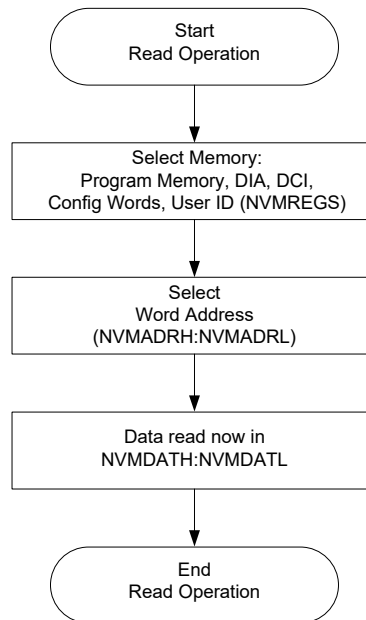 Start
Read Operation
Select Memory:
Program Memory, DIA, DCI,
Config Words, User ID (NVMREGS)
Select
Word Address
(NVMADRH:NVMADRL)
Data read now in
NVMDATH:NVMDATL
End
Read Operation